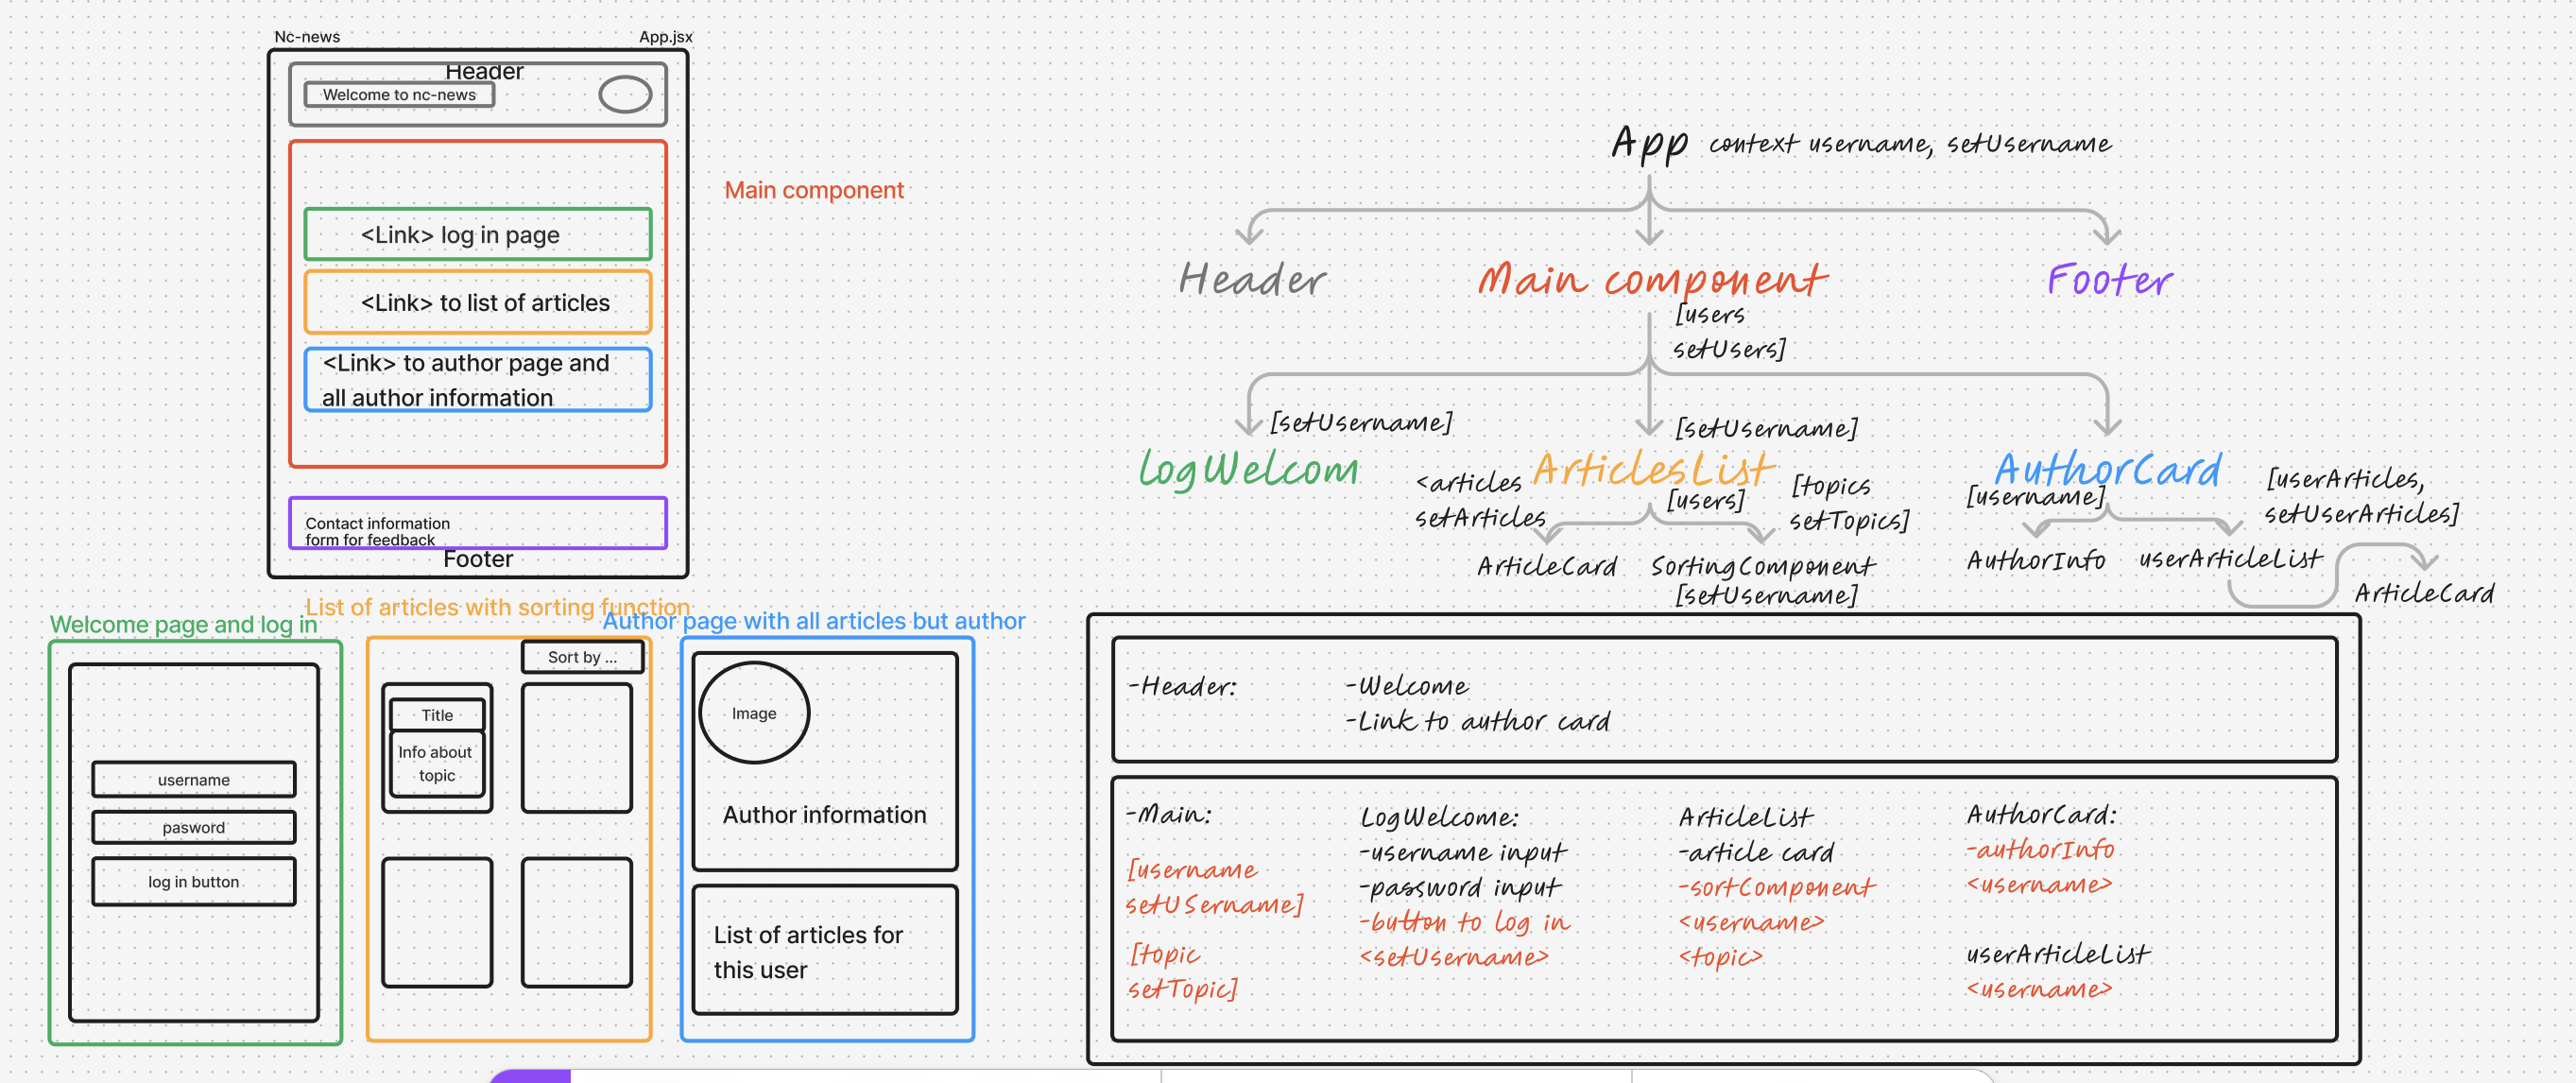 Nc-news
App.jsx
Header
Welcome to nc-news
Main component
<Link> log in page
<Link> to list of articles
<Link> to author page and
all author information
Contact information
form for feedback
Footer
Welcome page and log in
username
pasword
log in button
List of articles with sorting function
Sort by ...
Title
Info about
topic
Author page with all articles but author
Image
Author information
List of articles for
this user
App
context username, setUsername
Header
Main component
Footer
[users
setUsers]
[setUsername]
logWelcom
[setUsername]
ArticlesList
<articles
setArticles
[users]
[topics
setTopics]
ArticleCard
SortingComponent
[setUsername]
AuthorCard
[username]
[userArticles,
setUserArticles]
AuthorInfo
userArticleList
ArticleCard
-Header:
-Welcome
-Link to author card
-Main:
[username
setUSername]
[topic
setTopic]
LogWelcome:
-username input
-password input
-button to log in
<setUsername>
ArticleList
-article card
-sortComponent
<username>
<topic>
AuthorCard:
-authorInfo
<username>
userArticleList
<username>